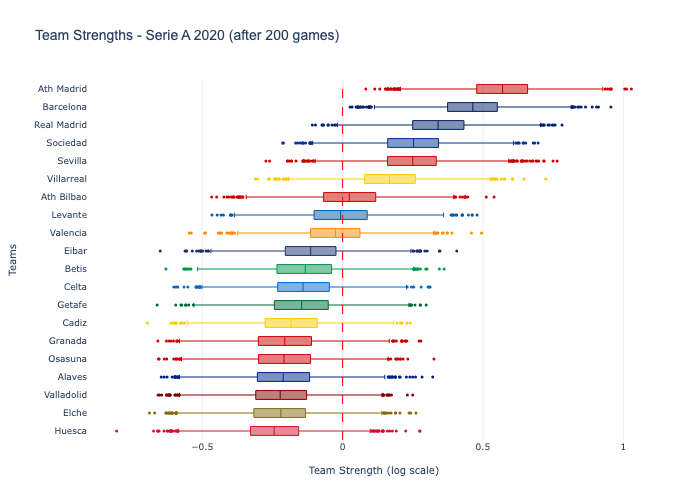 Team Strengths - Serie A 2020 (after 200 games)
Ath Madrid
Barcelona
Real Madrid
Sociedad
Sevilla
Villarreal
Ath Bilbao
Levante
Valencia
Eibar
Betis
Celta
Getafe
Cadiz
Granada
Osasuna
Alaves
Valladolid
Elche
Huesca
Teams
−0.5 0 0.5 1
Team Strength (log scale)